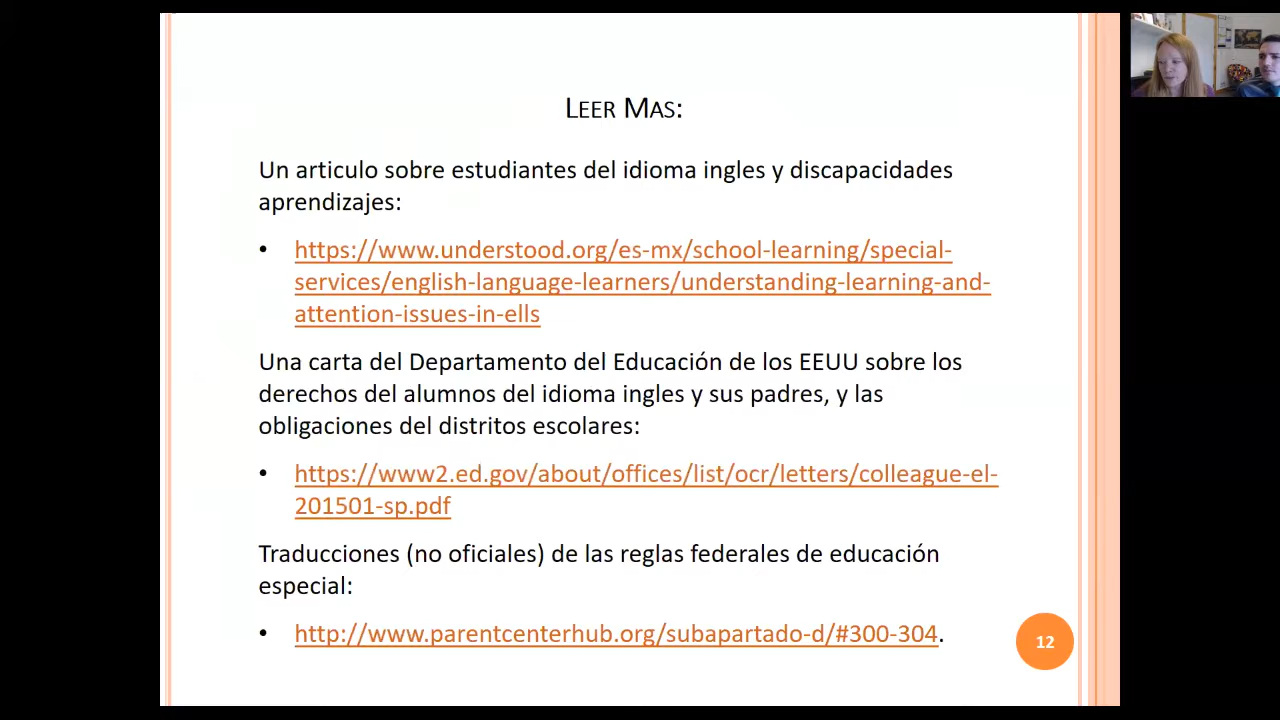 LEER MAS:
Un articulo sobre estudiantes del idioma ingles y discapacidades
aprendizajes:
• https://www.understood.org/es-mx/school-learning/special-
services/english-language-learners/understanding-learning-and-
attention-issues-in-ells
Una carta del Departamento del Educación de los EEUU sobre los
derechos del alumnos del idioma ingles y sus padres, y las
obligaciones del distritos escolares:
• https://www2.ed.gov/about/offices/list/ocr/letters/colleague-el-
201501-sp.pdf
Traducciones (no oficiales) de las reglas federales de educación
especial:
• http://www.parentcenterhub.org/subapartado-d/#300-304.
12